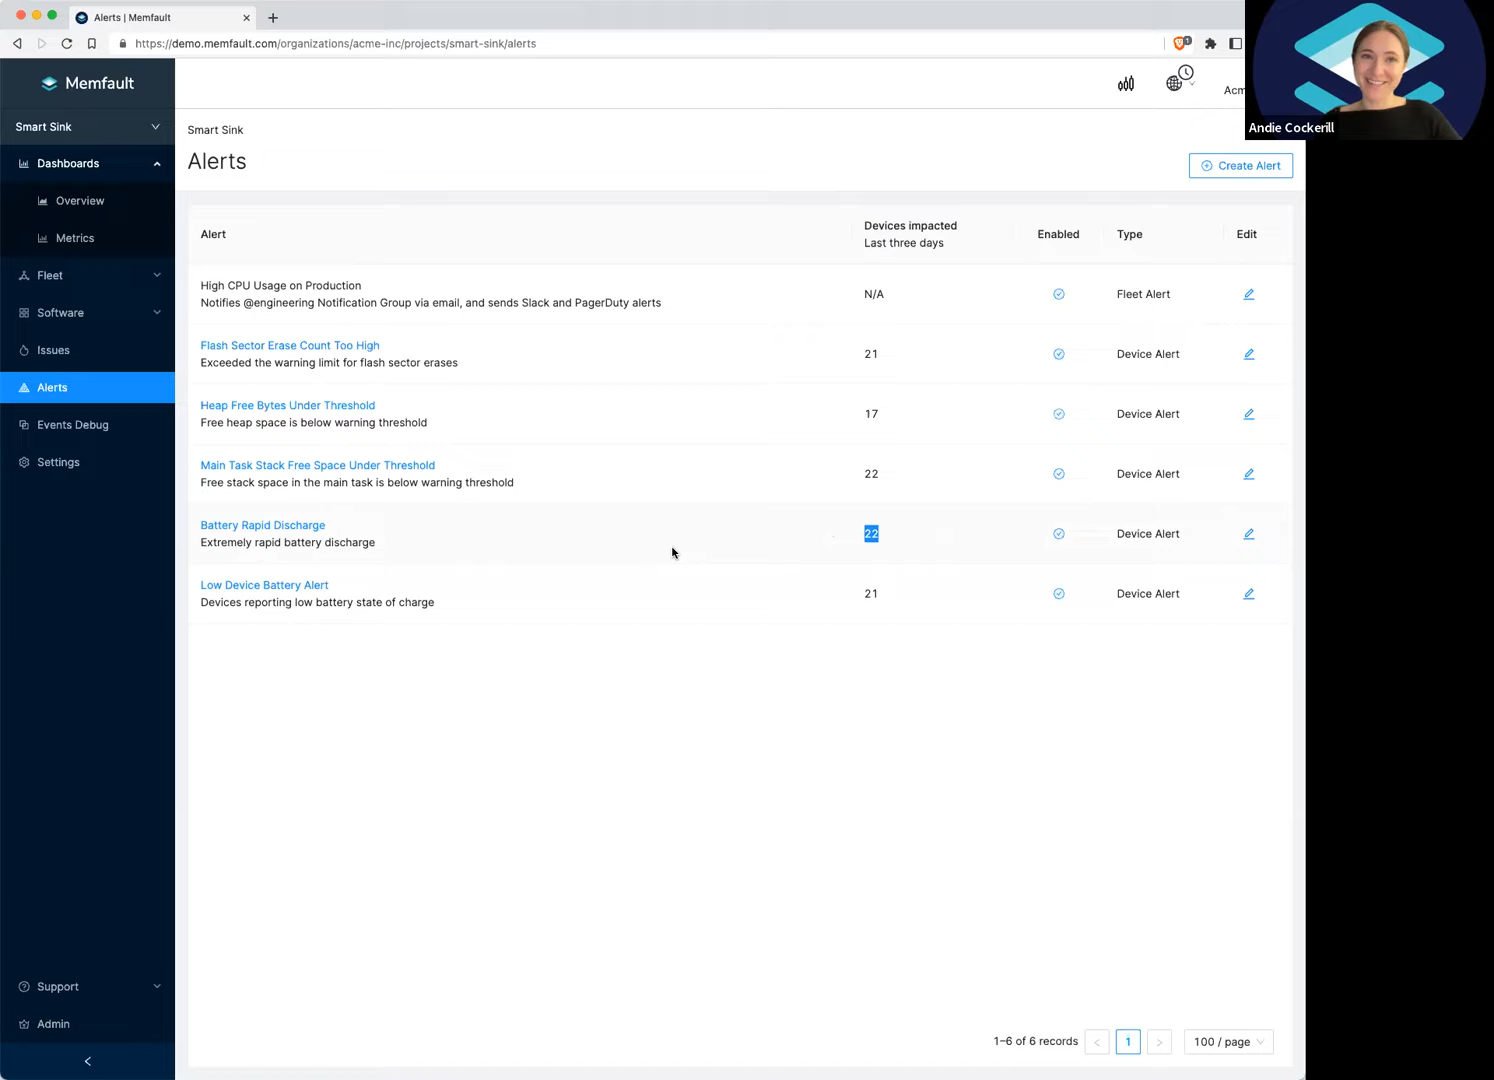 Alerts | Memfault
https://demo.memfault.com/organizations/acme-inc/projects/smart-sink/alerts
1
Andie Cockerill
Memfault
Acm
Smart Sink
Dashboards
Overview
Metrics
Fleet
Software
Issues
Alerts
Events Debug
Settings
Support
Admin
Smart Sink
Alerts
Create Alert
Alert
Devices impacted
Last three days
Enabled
Type
Edit
High CPU Usage on Production
Notifies @engineering Notification Group via email, and sends Slack and PagerDuty alerts
N/A
Fleet Alert
Flash Sector Erase Count Too High
Exceeded the warning limit for flash sector erases
21
Device Alert
Heap Free Bytes Under Threshold
Free heap space is below warning threshold
17
Device Alert
Main Task Stack Free Space Under Threshold
Free stack space in the main task is below warning threshold
22
Device Alert
Battery Rapid Discharge
Extremely rapid battery discharge
22
Device Alert
Low Device Battery Alert
Devices reporting low battery state of charge
21
Device Alert
1–6 of 6 records
1
100 / page